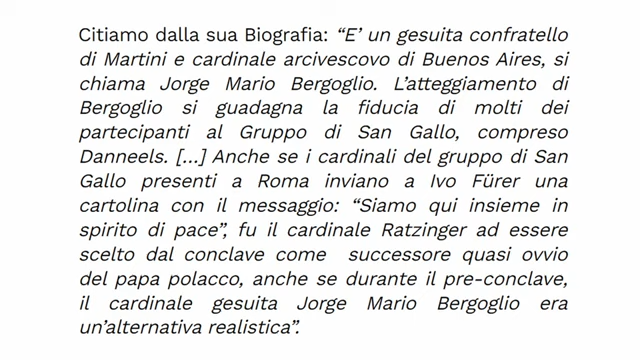 Citiamo dalla sua Biografia: “E’ un gesuita confratello
di Martini e cardinale arcivescovo di Buenos Aires, si
chiama Jorge Mario Bergoglio. L’atteggiamento di
Bergoglio si guadagna la fiducia di molti dei
partecipanti al Gruppo di San Gallo, compreso
Danneels. […] Anche se i cardinali del gruppo di San
Gallo presenti a Roma inviano a Ivo Fürer una
cartolina con il messaggio: “Siamo qui insieme in
spirito di pace”, fu il cardinale Ratzinger ad essere
scelto dal conclave come successore quasi ovvio
del papa polacco, anche se durante il pre-conclave,
il cardinale gesuita Jorge Mario Bergoglio era
un’alternativa realistica”.